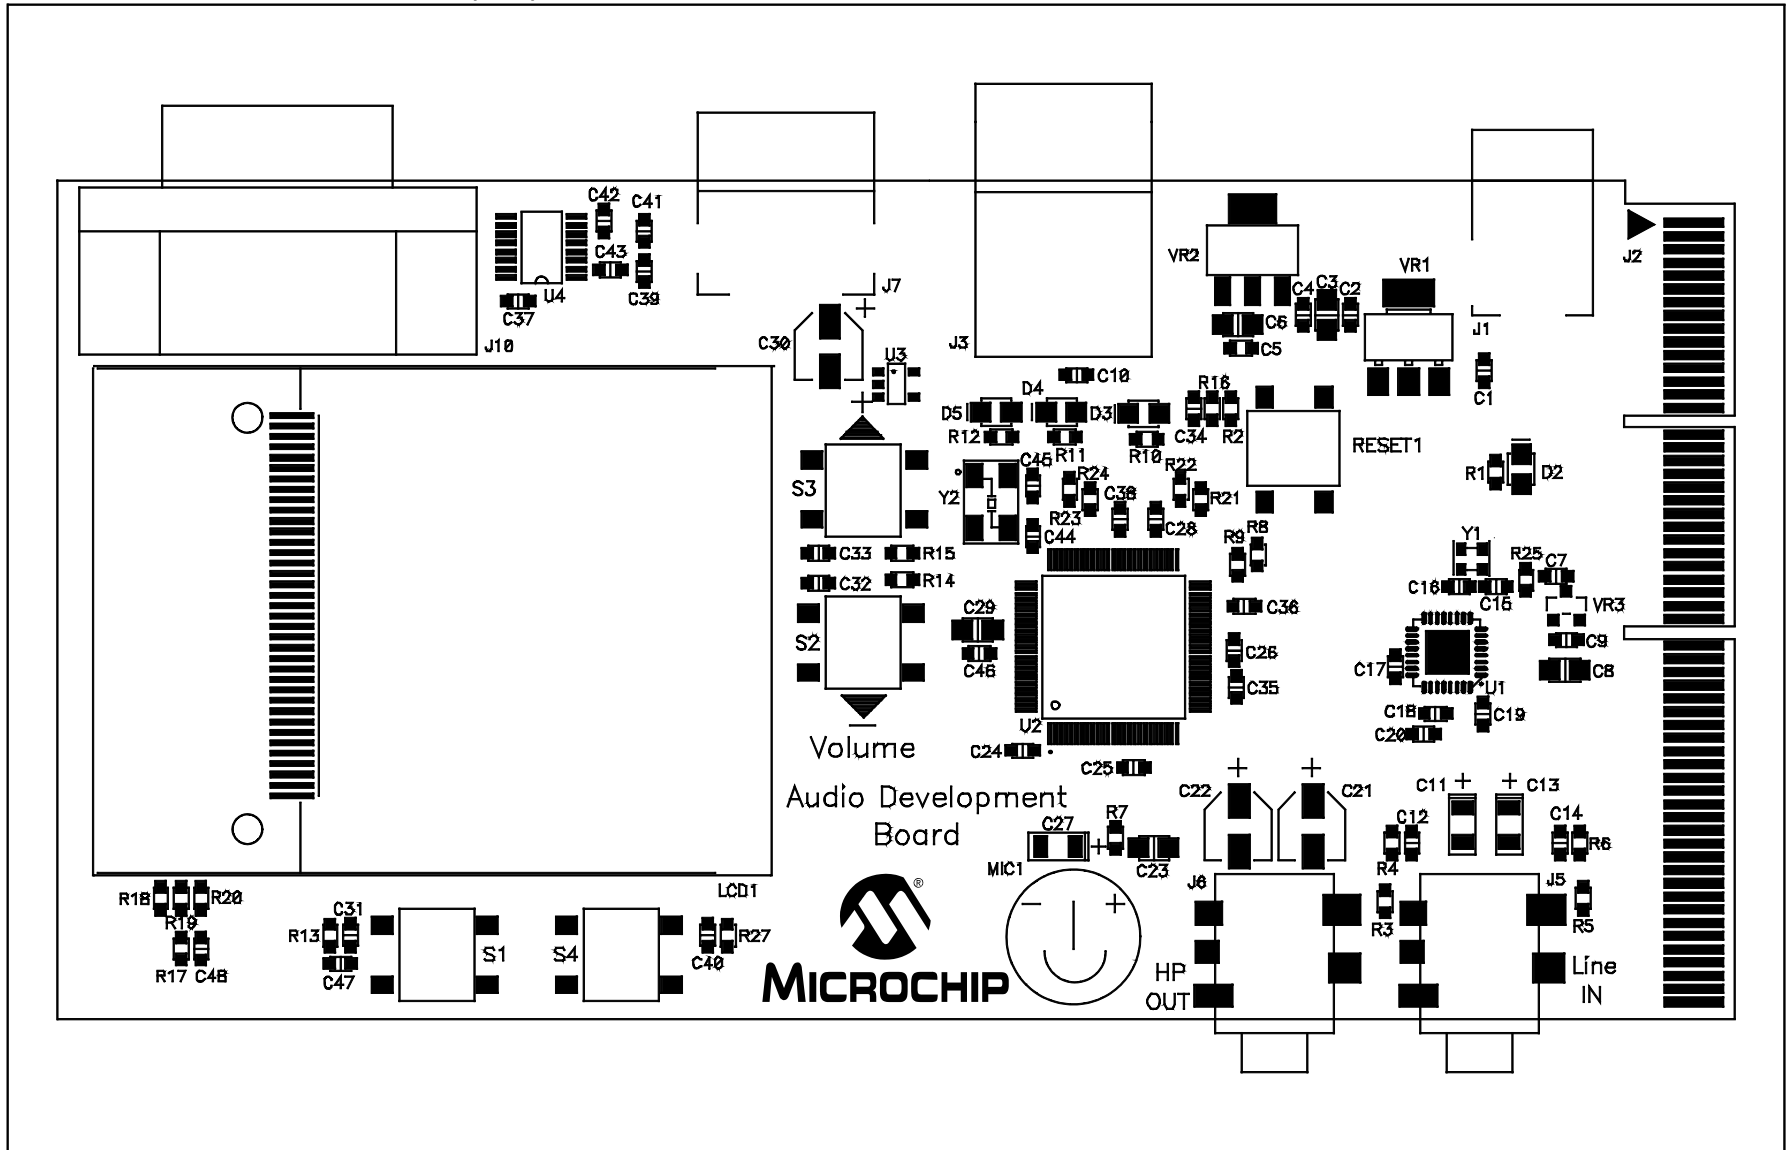 C42
C41
C43
C39
U4
C37
J10
J7
C30
U3
J3
VR2
C4
C3
C2
C6
C5
VR1
J1
J2
C1
C10
D5
D4
D3
R12
R11
R10
R16
C34
R2
RESET1
R1
D2
S3
Y2
C45
R24
R23
C44
C38
C28
R22
R21
R9
R8
C33
R15
C32
R14
S2
C29
C46
C36
C26
C35
U2
C24
C25
Y1
R25
C7
C16
C15
VR3
C9
C8
C17
U1
C18
C19
C20
Volume
Audio Development
Board
C22
C21
C11
C13
C27
R7
C23
C12
R4
C14
R6
MIC1
J6
J5
R3
R5
R18
R19
R20
R17
C48
R13
C31
C47
S1
S4
LCD1
C40
R27
®
MICROCHIP
HP
OUT
Line
IN